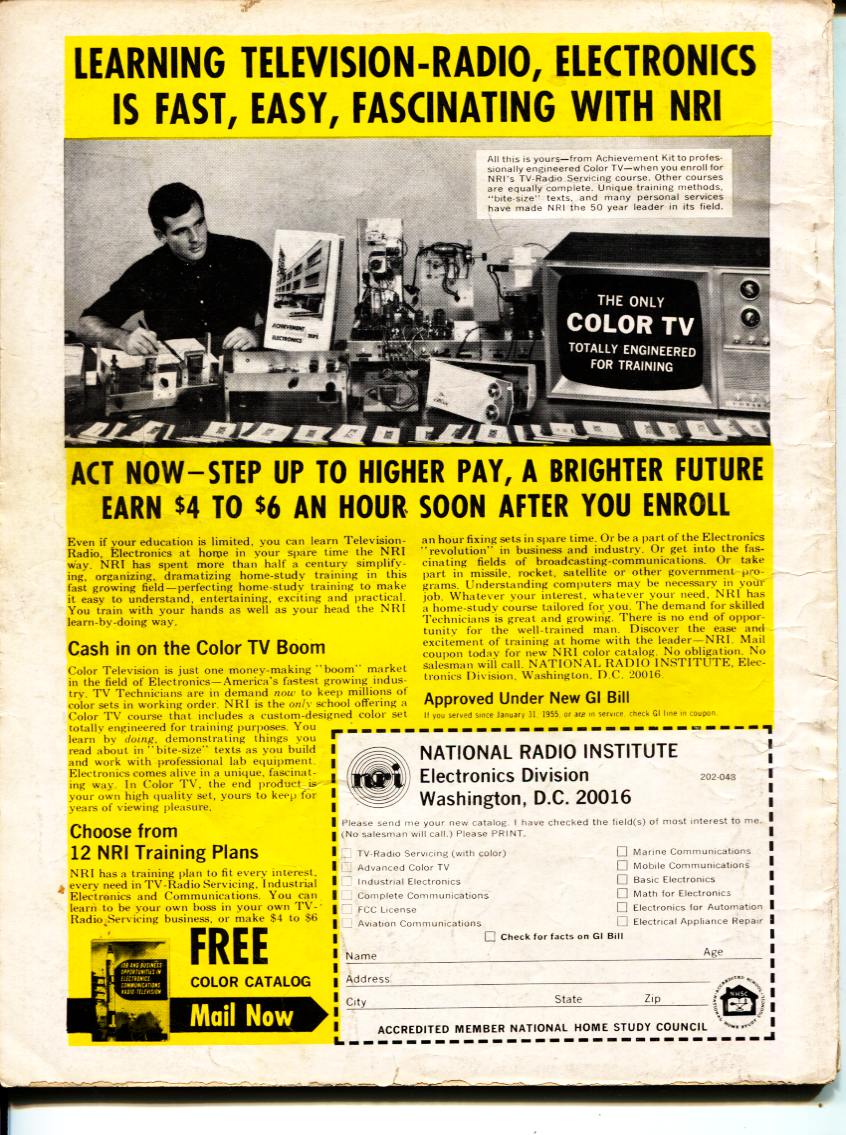 LEARNING TELEVISION-RADIO, ELECTRONICS
IS FAST, EASY, FASCINATING WITH NRI
All this is yours—from Achievement Kit to profes-
sionally engineered Color TV—when you enroll for
NRI's TV-Radio Servicing course. Other courses
are equally complete. Unique training methods,
"bite-size" texts, and many personal services
have made NRI the 50 year leader in its field.
ACHIEVEMENT
ELECTRONICS
THE ONLY
COLOR TV
TOTALLY ENGINEERED
FOR TRAINING
ACT NOW—STEP UP TO HIGHER PAY, A BRIGHTER FUTURE
EARN $4 TO $6 AN HOUR SOON AFTER YOU ENROLL
Even if your education is limited, you can learn Television-
Radio, Electronics at home in your spare time the NRI
way. NRI has spent more than half a century simplify-
ing, organizing, dramatizing home-study training in this
fast growing field—perfecting home-study training to make
it easy to understand, entertaining, exciting and practical.
You train with your hands as well as your head the NRI
learn-by-doing way.
Cash in on the Color TV Boom
Color Television is just one money-making "boom" market
in the field of Electronics—America's fastest growing indus-
try. TV Technicians are in demand now to keep millions of
color sets in working order. NRI is the only school offering a
Color TV course that includes a custom-designed color set
totally engineered for training purposes. You
learn by doing, demonstrating things you
read about in "bite-size" texts as you build
and work with professional lab equipment.
Electronics comes alive in a unique, fascinat-
ing way. In Color TV, the end product is
your own high quality set, yours to keep for
years of viewing pleasure.
Choose from
12 NRI Training Plans
NRI has a training plan to fit every interest,
every need in TV-Radio Servicing, Industrial
Electronics and Communications. You can
learn to be your own boss in your own TV-
Radio Servicing business, or make $4 to $6
an hour fixing sets in spare time. Or be a part of the Electronics
"revolution" in business and industry. Or get into the fas-
cinating fields of broadcasting-communications. Or take
part in missile, rocket, satellite or other government pro-
grams. Understanding computers may be necessary in your
job. Whatever your interest, whatever your need, NRI has
a home-study course tailored for you. The demand for skilled
Technicians is great and growing. There is no end of oppor-
tunity for the well-trained man. Discover the ease and
excitement of training at home with the leader—NRI. Mail
coupon today for new NRI color catalog. No obligation. No
salesman will call. NATIONAL RADIO INSTITUTE, Elec-
tronics Division, Washington, D.C. 20016.
Approved Under New GI Bill
If you served since January 31, 1955, or are in service, check GI line in coupon.
JOB AND BUSINESS
OPPORTUNITIES IN
ELECTRONICS
COMMUNICATIONS
RADIO-TELEVISION
FREE
COLOR CATALOG
Mail Now
nri
NATIONAL RADIO INSTITUTE
Electronics Division
Washington, D.C. 20016
202-048
Please send me your new catalog. I have checked the field(s) of most interest to me.
(No salesman will call.) Please PRINT.
TV-Radio Servicing (with color)
Advanced Color TV
Industrial Electronics
Complete Communications
FCC License
Aviation Communications
Marine Communications
Mobile Communications
Basic Electronics
Math for Electronics
Electronics for Automation
Electrical Appliance Repair
Check for facts on GI Bill
Name Age
Address
City State Zip
ACCREDITED MEMBER NATIONAL HOME STUDY COUNCIL
NHSC